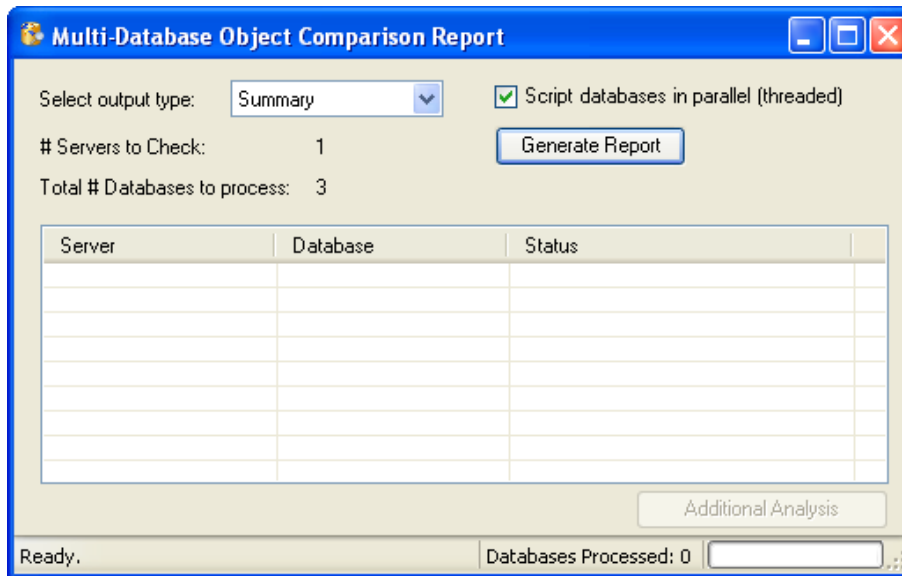 Multi-Database Object Comparison Report
Select output type: Summary Script databases in parallel (threaded)
# Servers to Check: 1 Generate Report
Total # Databases to process: 3
Server Database Status
Additional Analysis
Ready. Databases Processed: 0